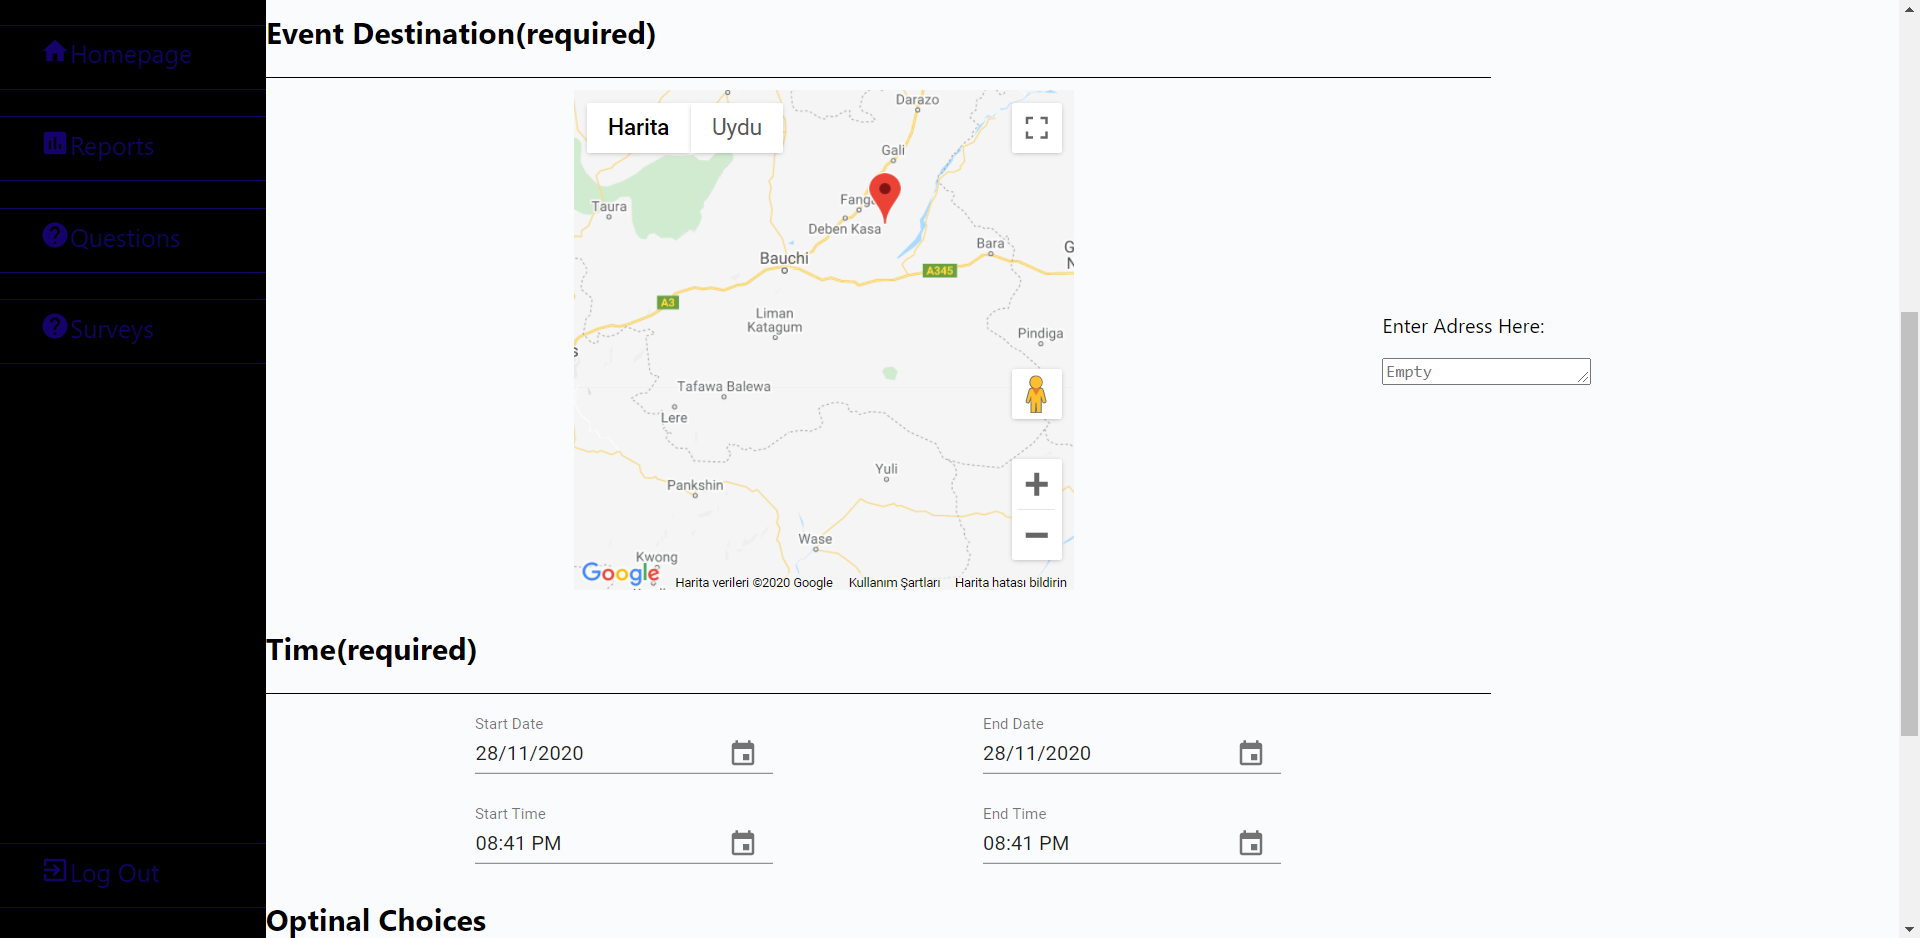 Homepage
Reports
Questions
Surveys
Log Out
Event Destination(required)
Harita Uydu
Darazo
Gali
Taura
Deben Kasa
Bara
Bauchi
A345
A3
Liman
Katagum
Pindiga
Tafawa Balewa
Lere
Yuli
Pankshin
Wase
Kwong
Google
Harita verileri ©2020 Google Kullanım Şartları Harita hatası bildirin
Enter Adress Here:
Empty
Time(required)
Start Date
28/11/2020
End Date
28/11/2020
Start Time
08:41 PM
End Time
08:41 PM
Optinal Choices